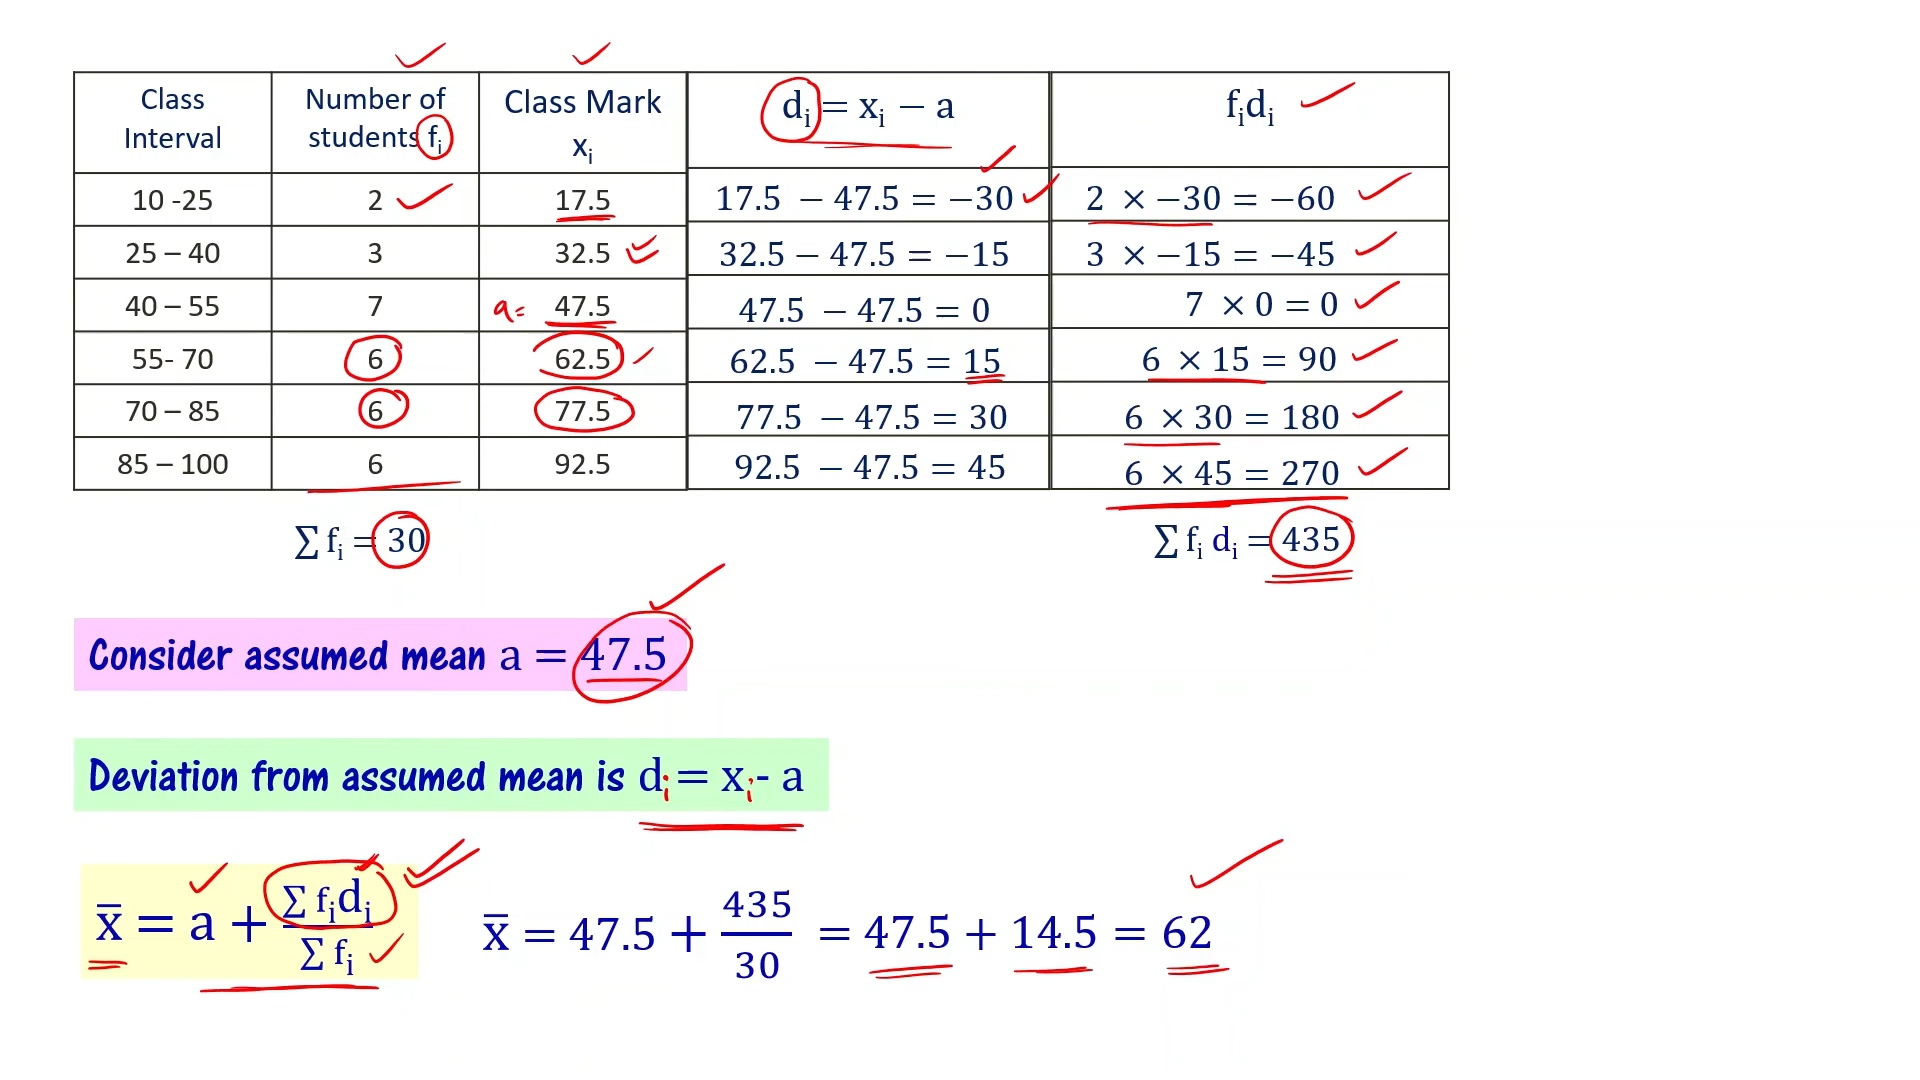 Class Interval | Number of students fᵢ | Class Mark xᵢ | dᵢ = xᵢ − a | fᵢdᵢ
10 -25 | 2 | 17.5 | 17.5 − 47.5 = −30 | 2 × −30 = −60
25 – 40 | 3 | 32.5 | 32.5 − 47.5 = −15 | 3 × −15 = −45
40 – 55 | 7 | a= 47.5 | 47.5 − 47.5 = 0 | 7 × 0 = 0
55- 70 | 6 | 62.5 | 62.5 − 47.5 = 15 | 6 × 15 = 90
70 – 85 | 6 | 77.5 | 77.5 − 47.5 = 30 | 6 × 30 = 180
85 – 100 | 6 | 92.5 | 92.5 − 47.5 = 45 | 6 × 45 = 270
∑ fᵢ = 30 | ∑ fᵢ dᵢ = 435
Consider assumed mean a = 47.5
Deviation from assumed mean is dᵢ = xᵢ - a
x̅ = a + ∑ fᵢdᵢ / ∑ fᵢ
x̅ = 47.5 + 435/30 = 47.5 + 14.5 = 62